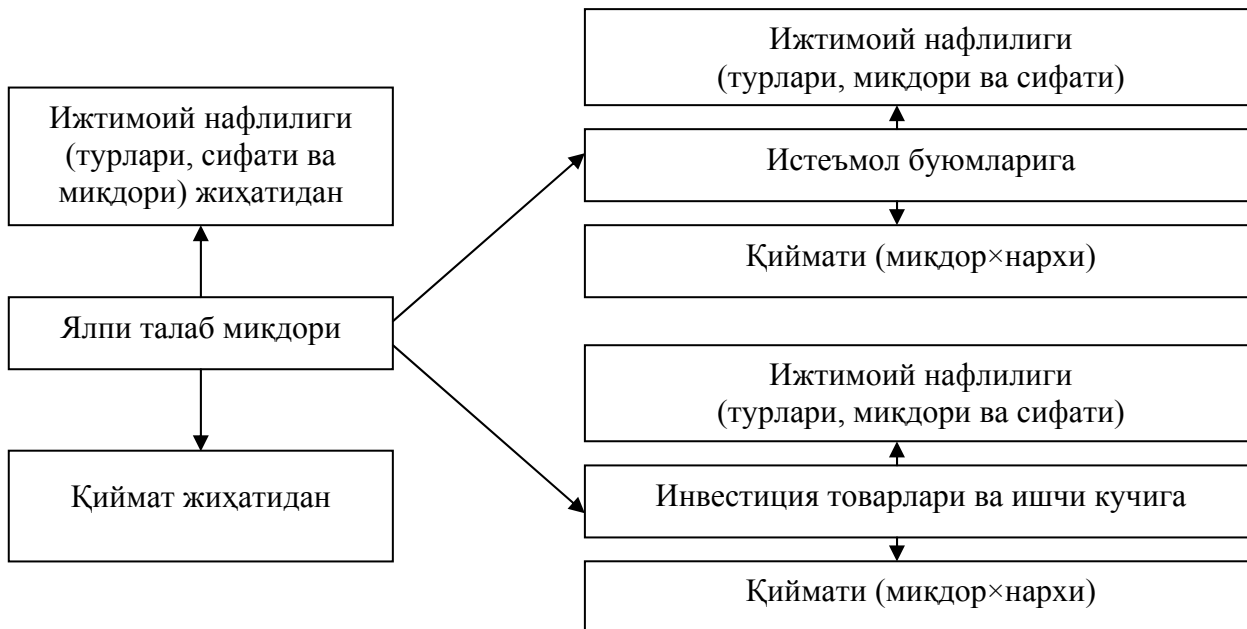 Ижтимоий нафлилиги
(турлари, сифати ва
миқдори) жиҳатидан
Ялпи талаб миқдори
Қиймат жиҳатидан
Ижтимоий нафлилиги
(турлари, миқдори ва сифати)
Истеъмол буюмларига
Қиймати (миқдор×нархи)
Ижтимоий нафлилиги
(турлари, миқдори ва сифати)
Инвестиция товарлари ва ишчи кучига
Қиймати (миқдор×нархи)